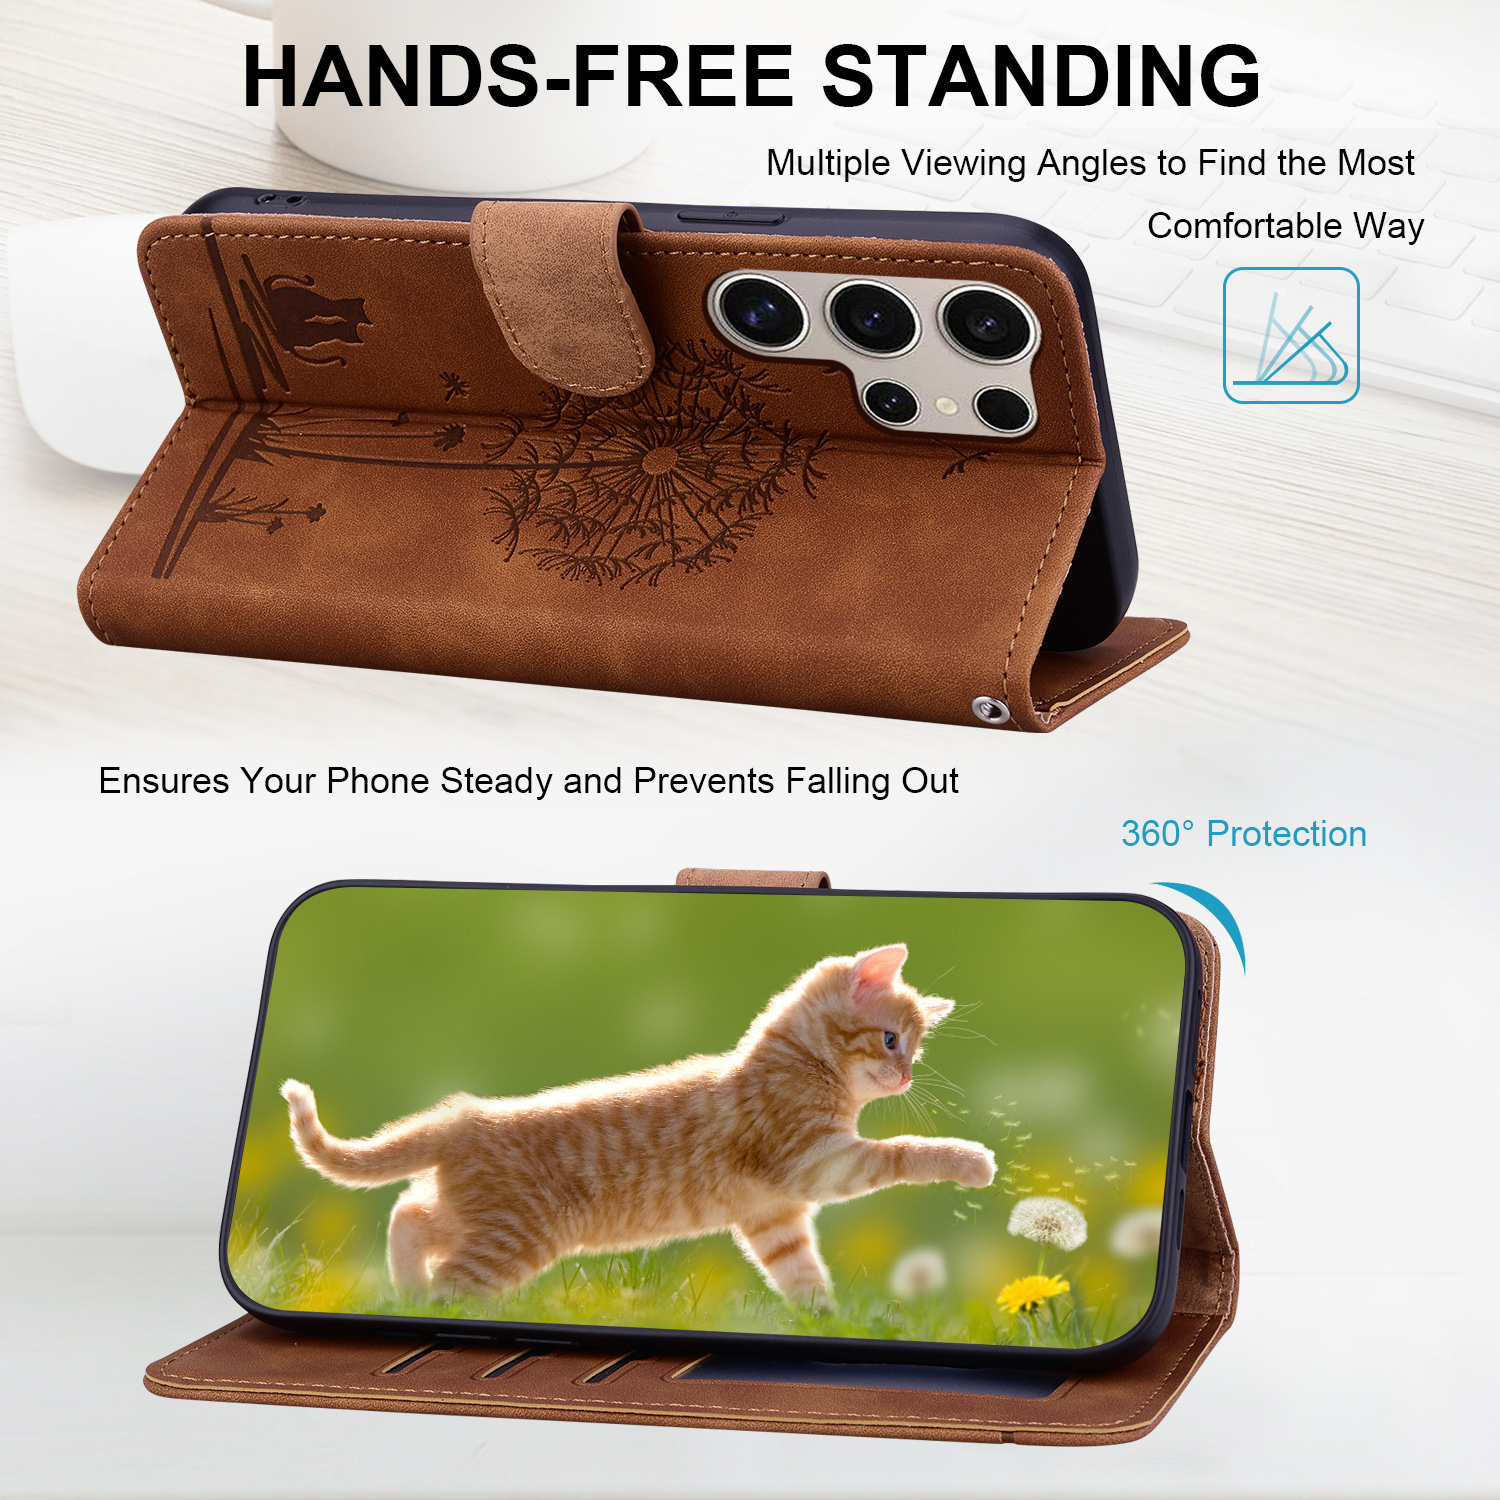 HANDS-FREE STANDING
Multiple Viewing Angles to Find the Most
Comfortable Way
Ensures Your Phone Steady and Prevents Falling Out
360° Protection